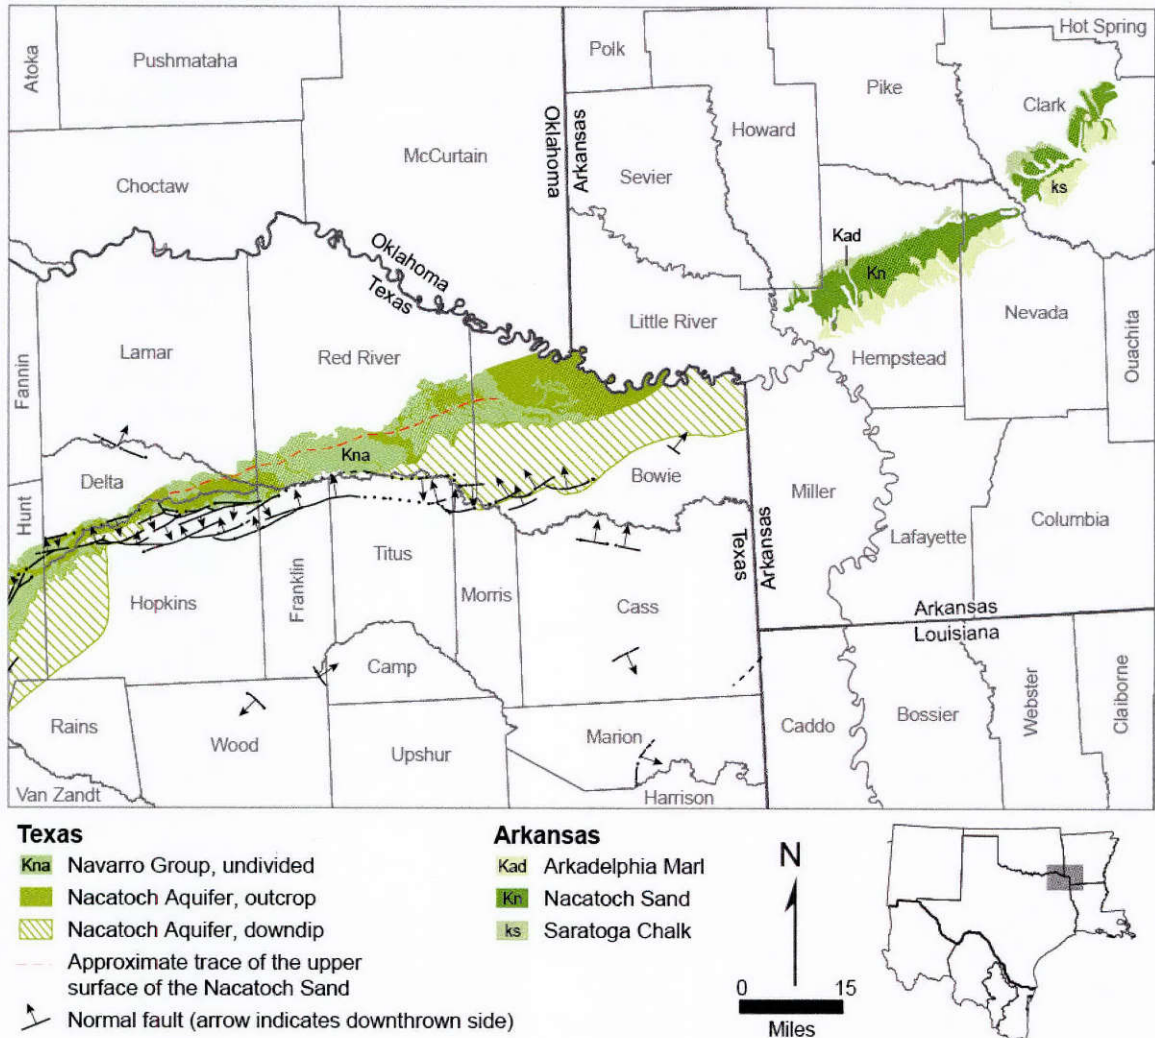 Hot Spring
Atoka
Pushmataha
Polk
Pike
Clark
Howard
Oklahoma
Arkansas
McCurtain
Sevier
Choctaw
ks
Kad
Kn
Oklahoma
Texas
Little River
Nevada
Ouachita
Fannin
Lamar
Red River
Hempstead
Kna
Delta
Bowie
Hunt
Miller
Columbia
Texas
Arkansas
Lafayette
Titus
Franklin
Hopkins
Morris
Cass
Arkansas
Louisiana
Camp
Webster
Claiborne
Rains
Wood
Upshur
Marion
Caddo
Bossier
Van Zandt
Harrison
Texas
Kna Navarro Group, undivided
Nacatoch Aquifer, outcrop
Nacatoch Aquifer, downdip
Approximate trace of the upper
surface of the Nacatoch Sand
Normal fault (arrow indicates downthrown side)
Arkansas
Kad Arkadelphia Marl
Kn Nacatoch Sand
ks Saratoga Chalk
N
0 15
Miles